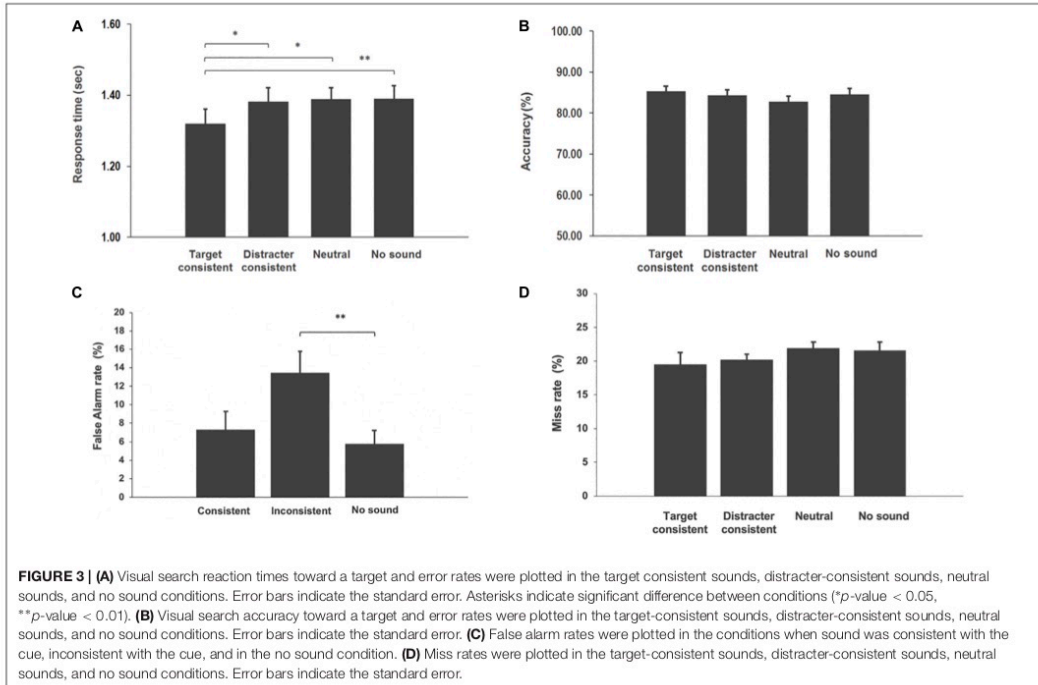 A
1.60
1.40
1.20
1.00
Response time (sec)
*
*
**
Target consistent
Distracter consistent
Neutral
No sound
B
100.00
90.00
80.00
70.00
60.00
50.00
Accuracy(%)
Target consistent
Distracter consistent
Neutral
No sound
C
20
18
16
14
12
10
8
6
4
2
0
False Alarm rate (%)
**
Consistent
Inconsistent
No sound
D
30
25
20
15
10
5
0
Miss rate (%)
Target consistent
Distracter consistent
Neutral
No sound
FIGURE 3 | (A) Visual search reaction times toward a target and error rates were plotted in the target consistent sounds, distracter-consistent sounds, neutral
sounds, and no sound conditions. Error bars indicate the standard error. Asterisks indicate significant difference between conditions (*p-value < 0.05,
**p-value < 0.01). (B) Visual search accuracy toward a target and error rates were plotted in the target-consistent sounds, distracter-consistent sounds, neutral
sounds, and no sound conditions. Error bars indicate the standard error. (C) False alarm rates were plotted in the conditions when sound was consistent with the
cue, inconsistent with the cue, and in the no sound condition. (D) Miss rates were plotted in the target-consistent sounds, distracter-consistent sounds, neutral
sounds, and no sound conditions. Error bars indicate the standard error.